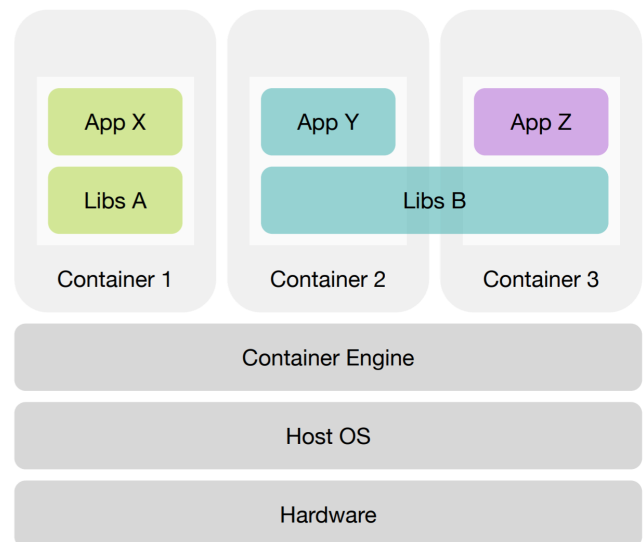 App X
App Y
App Z
Libs A
Libs B
Container 1
Container 2
Container 3
Container Engine
Host OS
Hardware